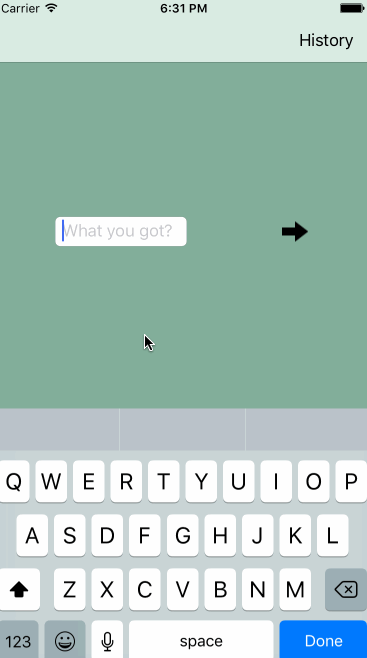 Carrier 6:31 PM
History
What you got?
Q W E R T Y U I O P
A S D F G H J K L
Z X C V B N M
123 space Done